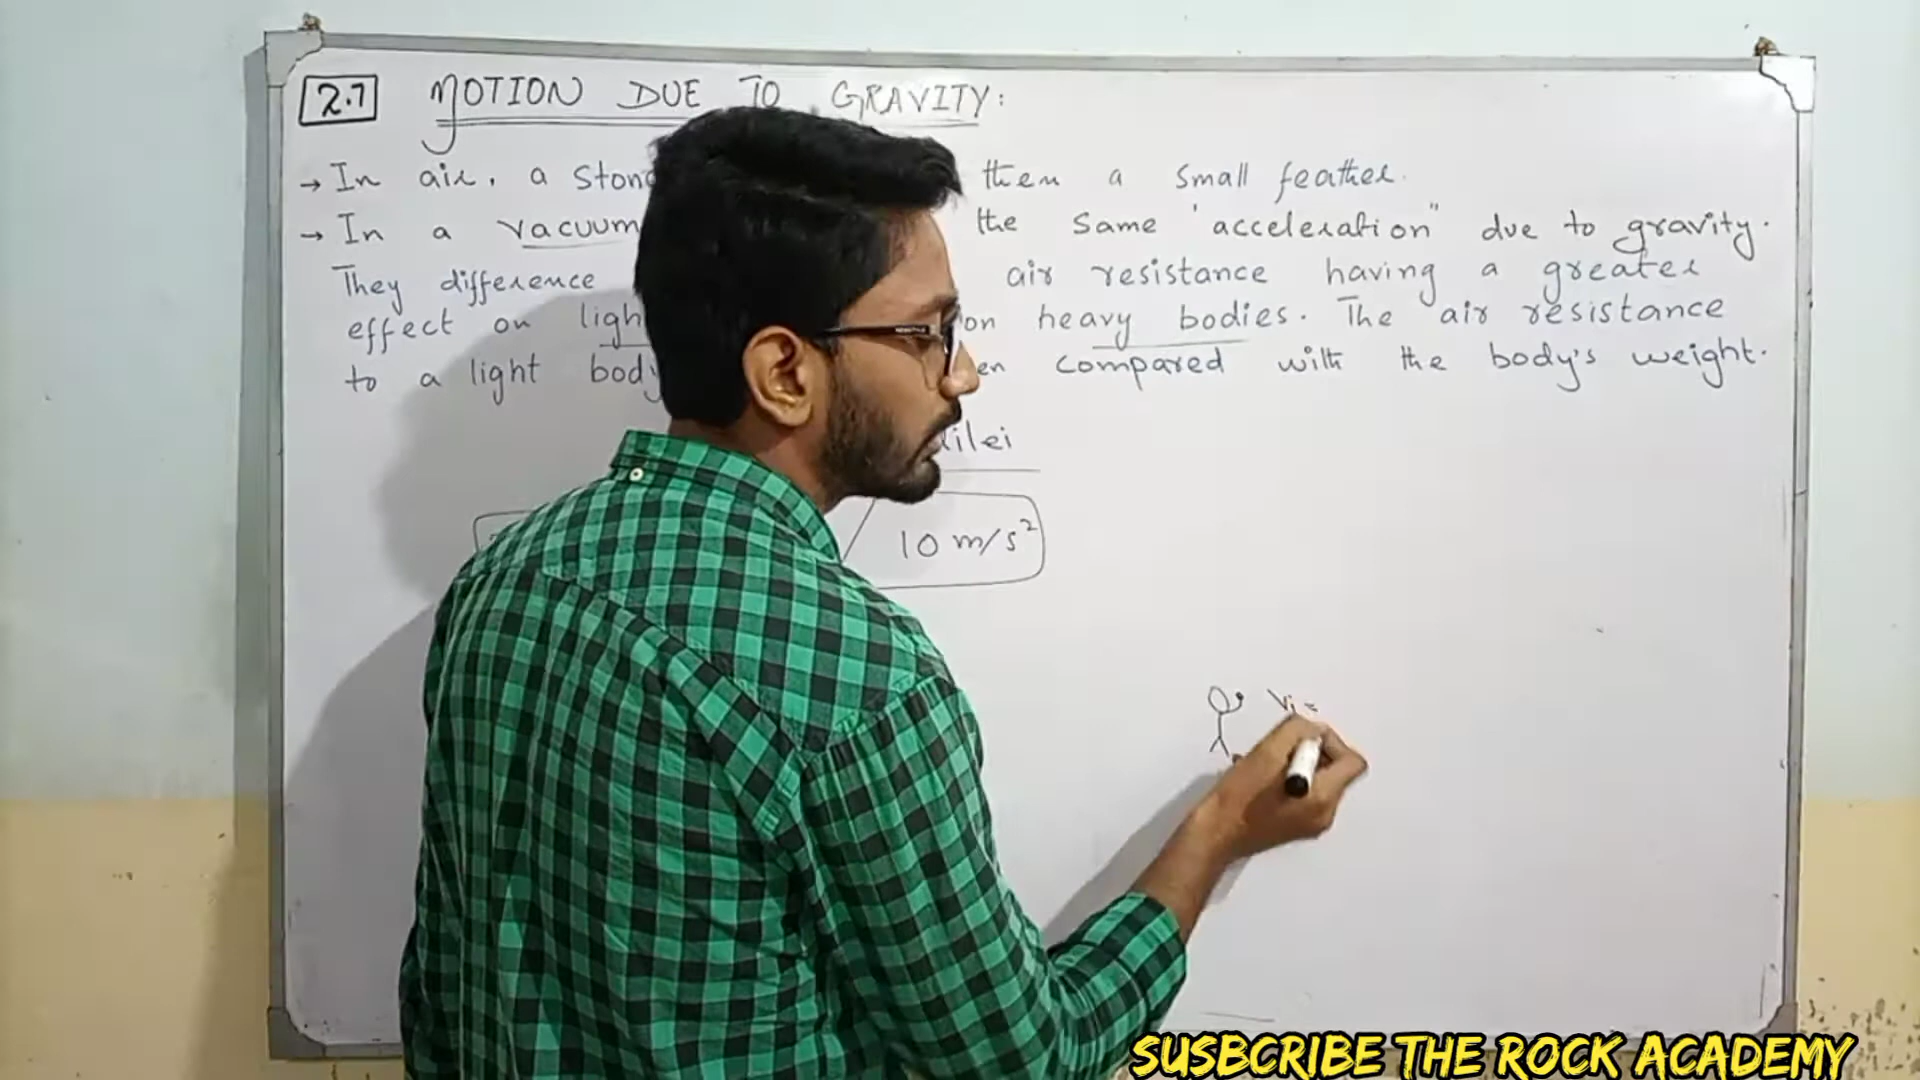 2.7 MOTION DUE TO GRAVITY:
→ In air, a ston then a small feather.
→ In a vacuum the same 'acceleration" due to gravity.
They difference air resistance having a greater
effect on ligh on heavy bodies. The air resistance
to a light body en compared with the body's weight.
lilei
10 m/s²
Vi =
SUSBCRIBE THE ROCK ACADEMY